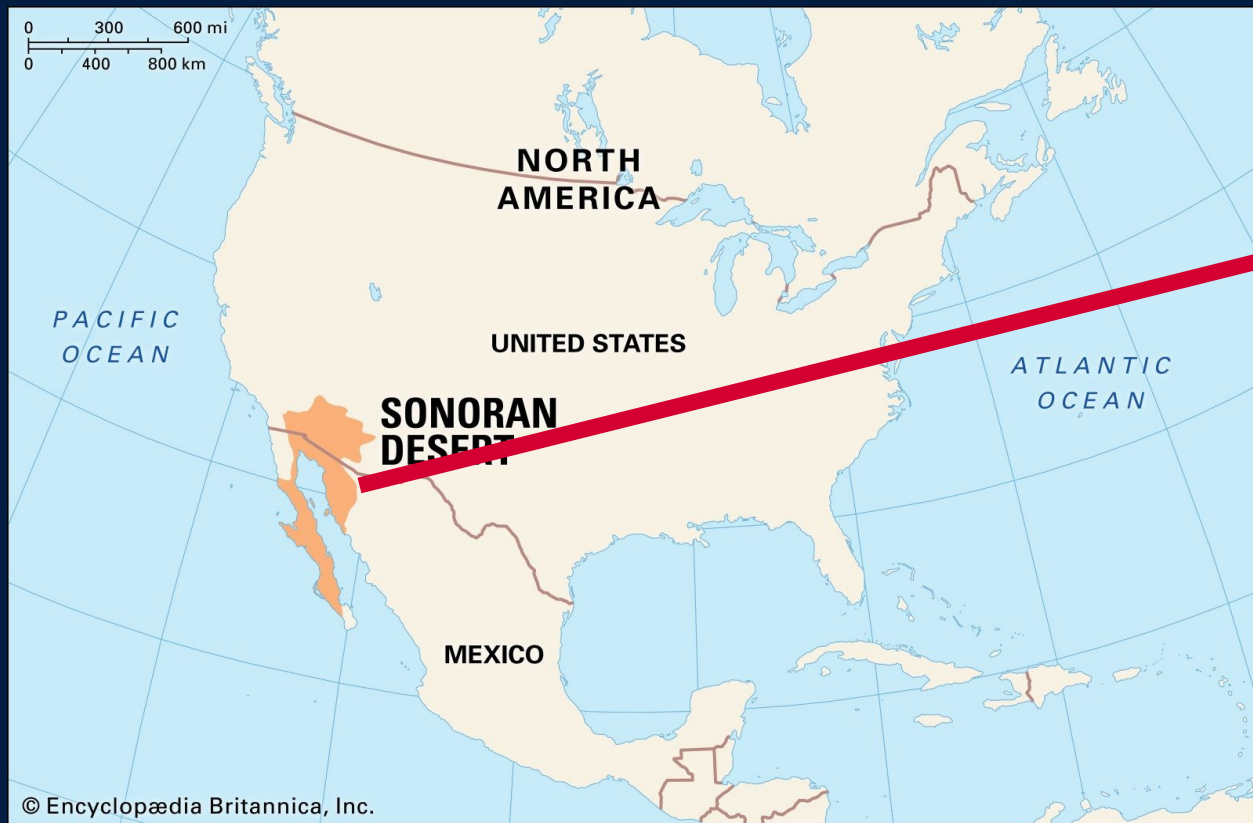 0 300 600 mi
0 400 800 km
NORTH
AMERICA
PACIFIC
OCEAN
UNITED STATES
ATLANTIC
OCEAN
SONORAN
DESERT
MEXICO
© Encyclopædia Britannica, Inc.